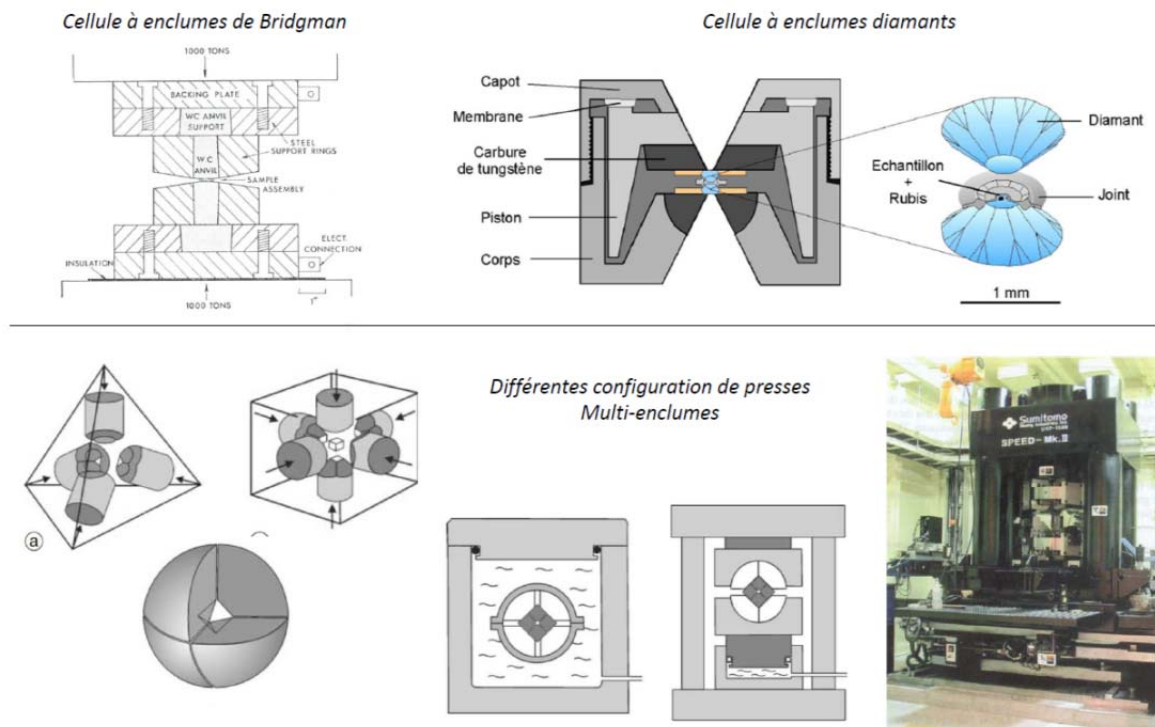 Cellule à enclumes de Bridgman
1000 TONS
BACKING PLATE
WC ANVIL
SUPPORT
STEEL
SUPPORT RINGS
WC
ANVIL
SAMPLE
ASSEMBLY
ELECT.
CONNECTION
INSULATION
1"
1000 TONS
Cellule à enclumes diamants
Capot
Membrane
Carbure
de tungstène
Piston
Corps
Diamant
Echantillon
+
Rubis
Joint
1 mm
a
Différentes configuration de presses
Multi-enclumes
Sumitomo
SPEED-Mk.II